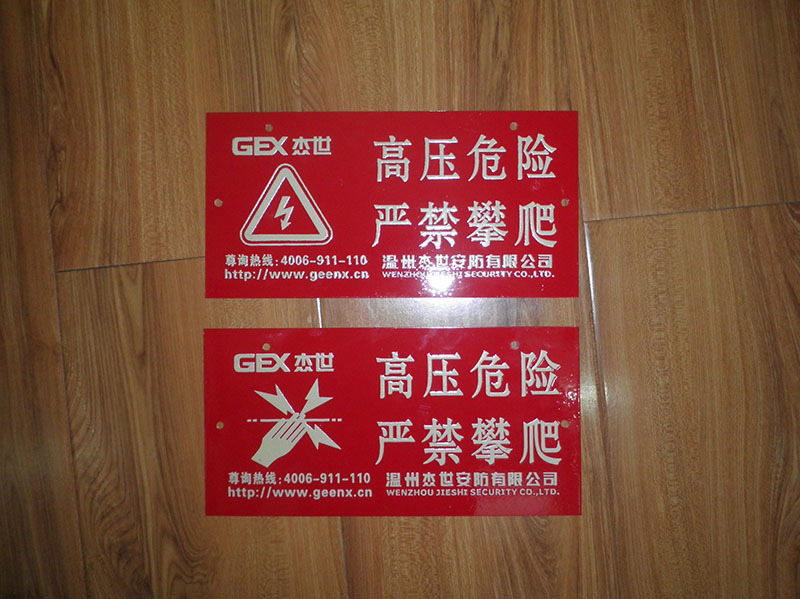 GEX杰世
高压危险
严禁攀爬
尊询热线:4006-911-110
http://www.geenx.cn
温州杰世安防有限公司
WENZHOU JIESHI SECURITY CO.,LTD.
GEX杰世
高压危险
严禁攀爬
尊询热线:4006-911-110
http://www.geenx.cn
温州杰世安防有限公司
WENZHOU JIESHI SECURITY CO.,LTD.